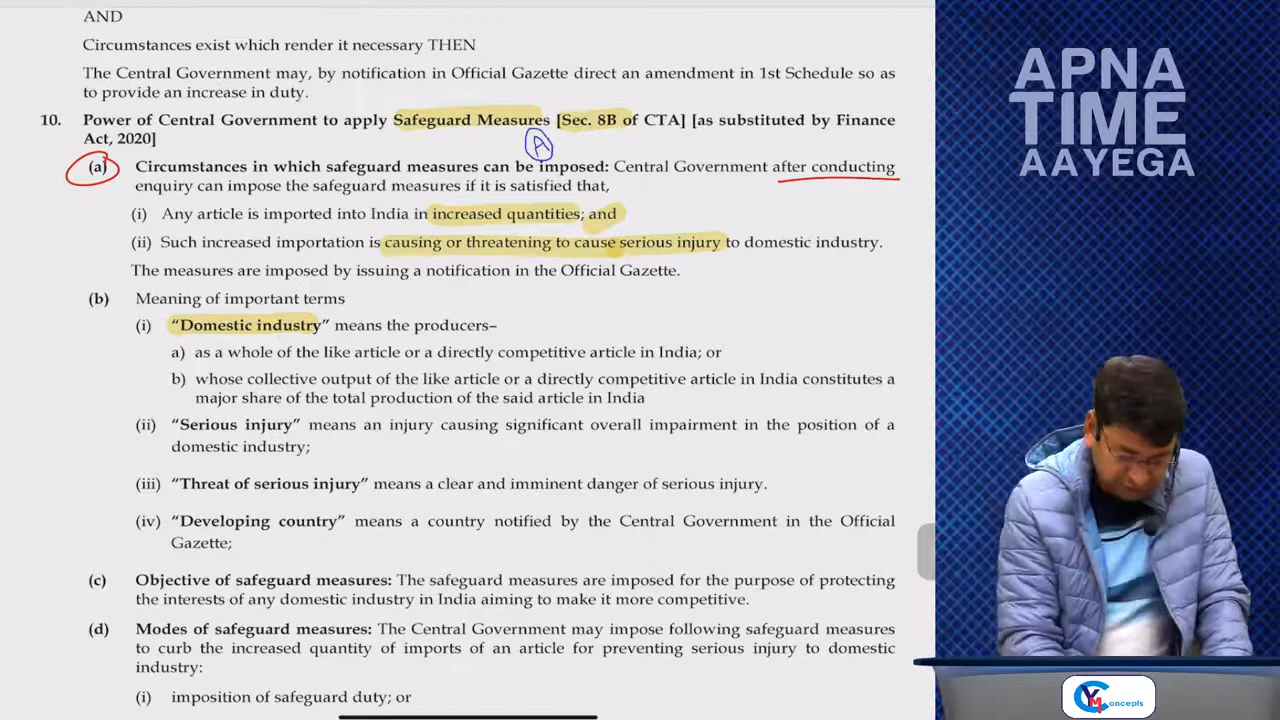 AND
Circumstances exist which render it necessary THEN
The Central Government may, by notification in Official Gazette direct an amendment in 1st Schedule so as
to provide an increase in duty.
10. Power of Central Government to apply Safeguard Measures [Sec. 8B of CTA] [as substituted by Finance
Act, 2020]
A
(a) Circumstances in which safeguard measures can be imposed: Central Government after conducting
enquiry can impose the safeguard measures if it is satisfied that,
(i) Any article is imported into India in increased quantities; and
(ii) Such increased importation is causing or threatening to cause serious injury to domestic industry.
The measures are imposed by issuing a notification in the Official Gazette.
(b) Meaning of important terms
(i) “Domestic industry” means the producers–
a) as a whole of the like article or a directly competitive article in India; or
b) whose collective output of the like article or a directly competitive article in India constitutes a
major share of the total production of the said article in India
(ii) “Serious injury” means an injury causing significant overall impairment in the position of a
domestic industry;
(iii) “Threat of serious injury” means a clear and imminent danger of serious injury.
(iv) “Developing country” means a country notified by the Central Government in the Official
Gazette;
(c) Objective of safeguard measures: The safeguard measures are imposed for the purpose of protecting
the interests of any domestic industry in India aiming to make it more competitive.
(d) Modes of safeguard measures: The Central Government may impose following safeguard measures
to curb the increased quantity of imports of an article for preventing serious injury to domestic
industry:
(i) imposition of safeguard duty; or
APNA
TIME
AAYEGA
YM Concepts